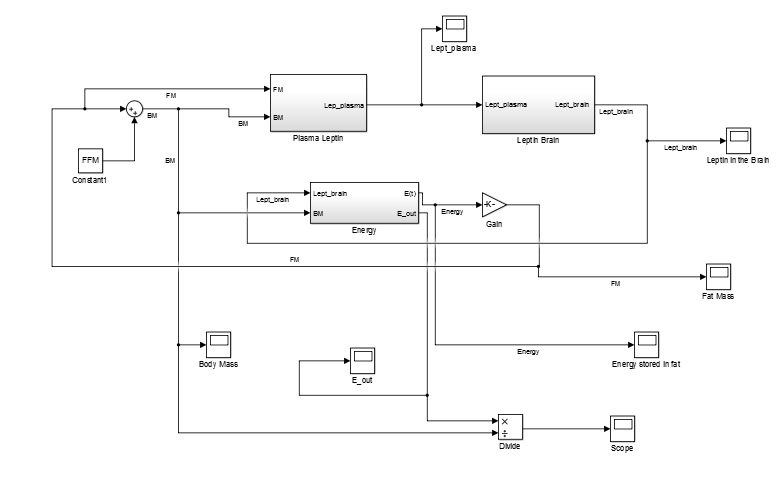 Lept_plasma
FM
FM
Lep_plasma
BM
Plasma Leptin
Lept_plasma
Lept_brain
Leptin Brain
Lept_brain
+
+
BM
BM
FFM
Constant1
BM
Lept_brain
Leptin in the Brain
Lept_brain
Lept_brain
E(t)
BM
E_out
Energy
Energy
-K-
Gain
FM
FM
Fat Mass
Body Mass
Energy
Energy stored in fat
E_out
×
÷
Divide
Scope